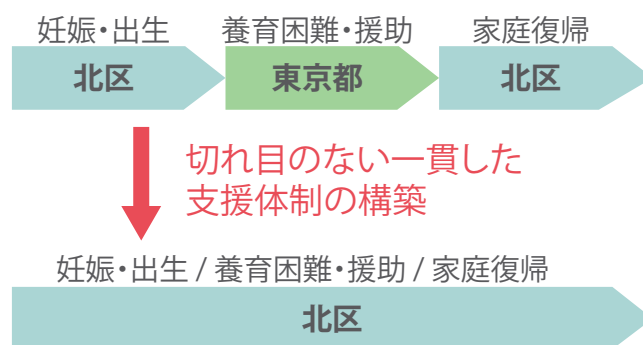 妊娠・出生 養育困難・援助 家庭復帰
北区 東京都 北区
切れ目のない一貫した
支援体制の構築
妊娠・出生 / 養育困難・援助 / 家庭復帰
北区